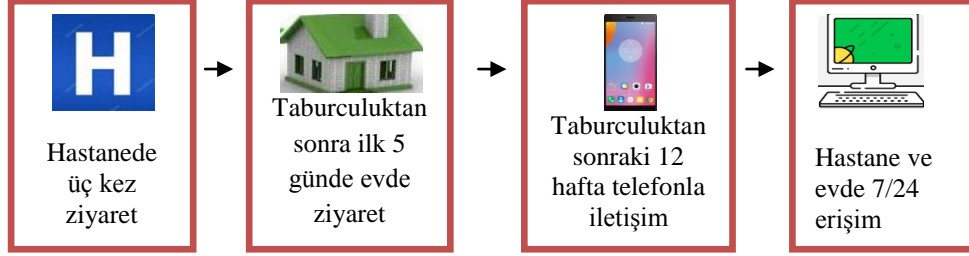 H
Hastanede
üç kez
ziyaret
Taburculuktan
sonra ilk 5
günde evde
ziyaret
Taburculuktan
sonraki 12
hafta telefonla
iletişim
Hastane ve
evde 7/24
erişim